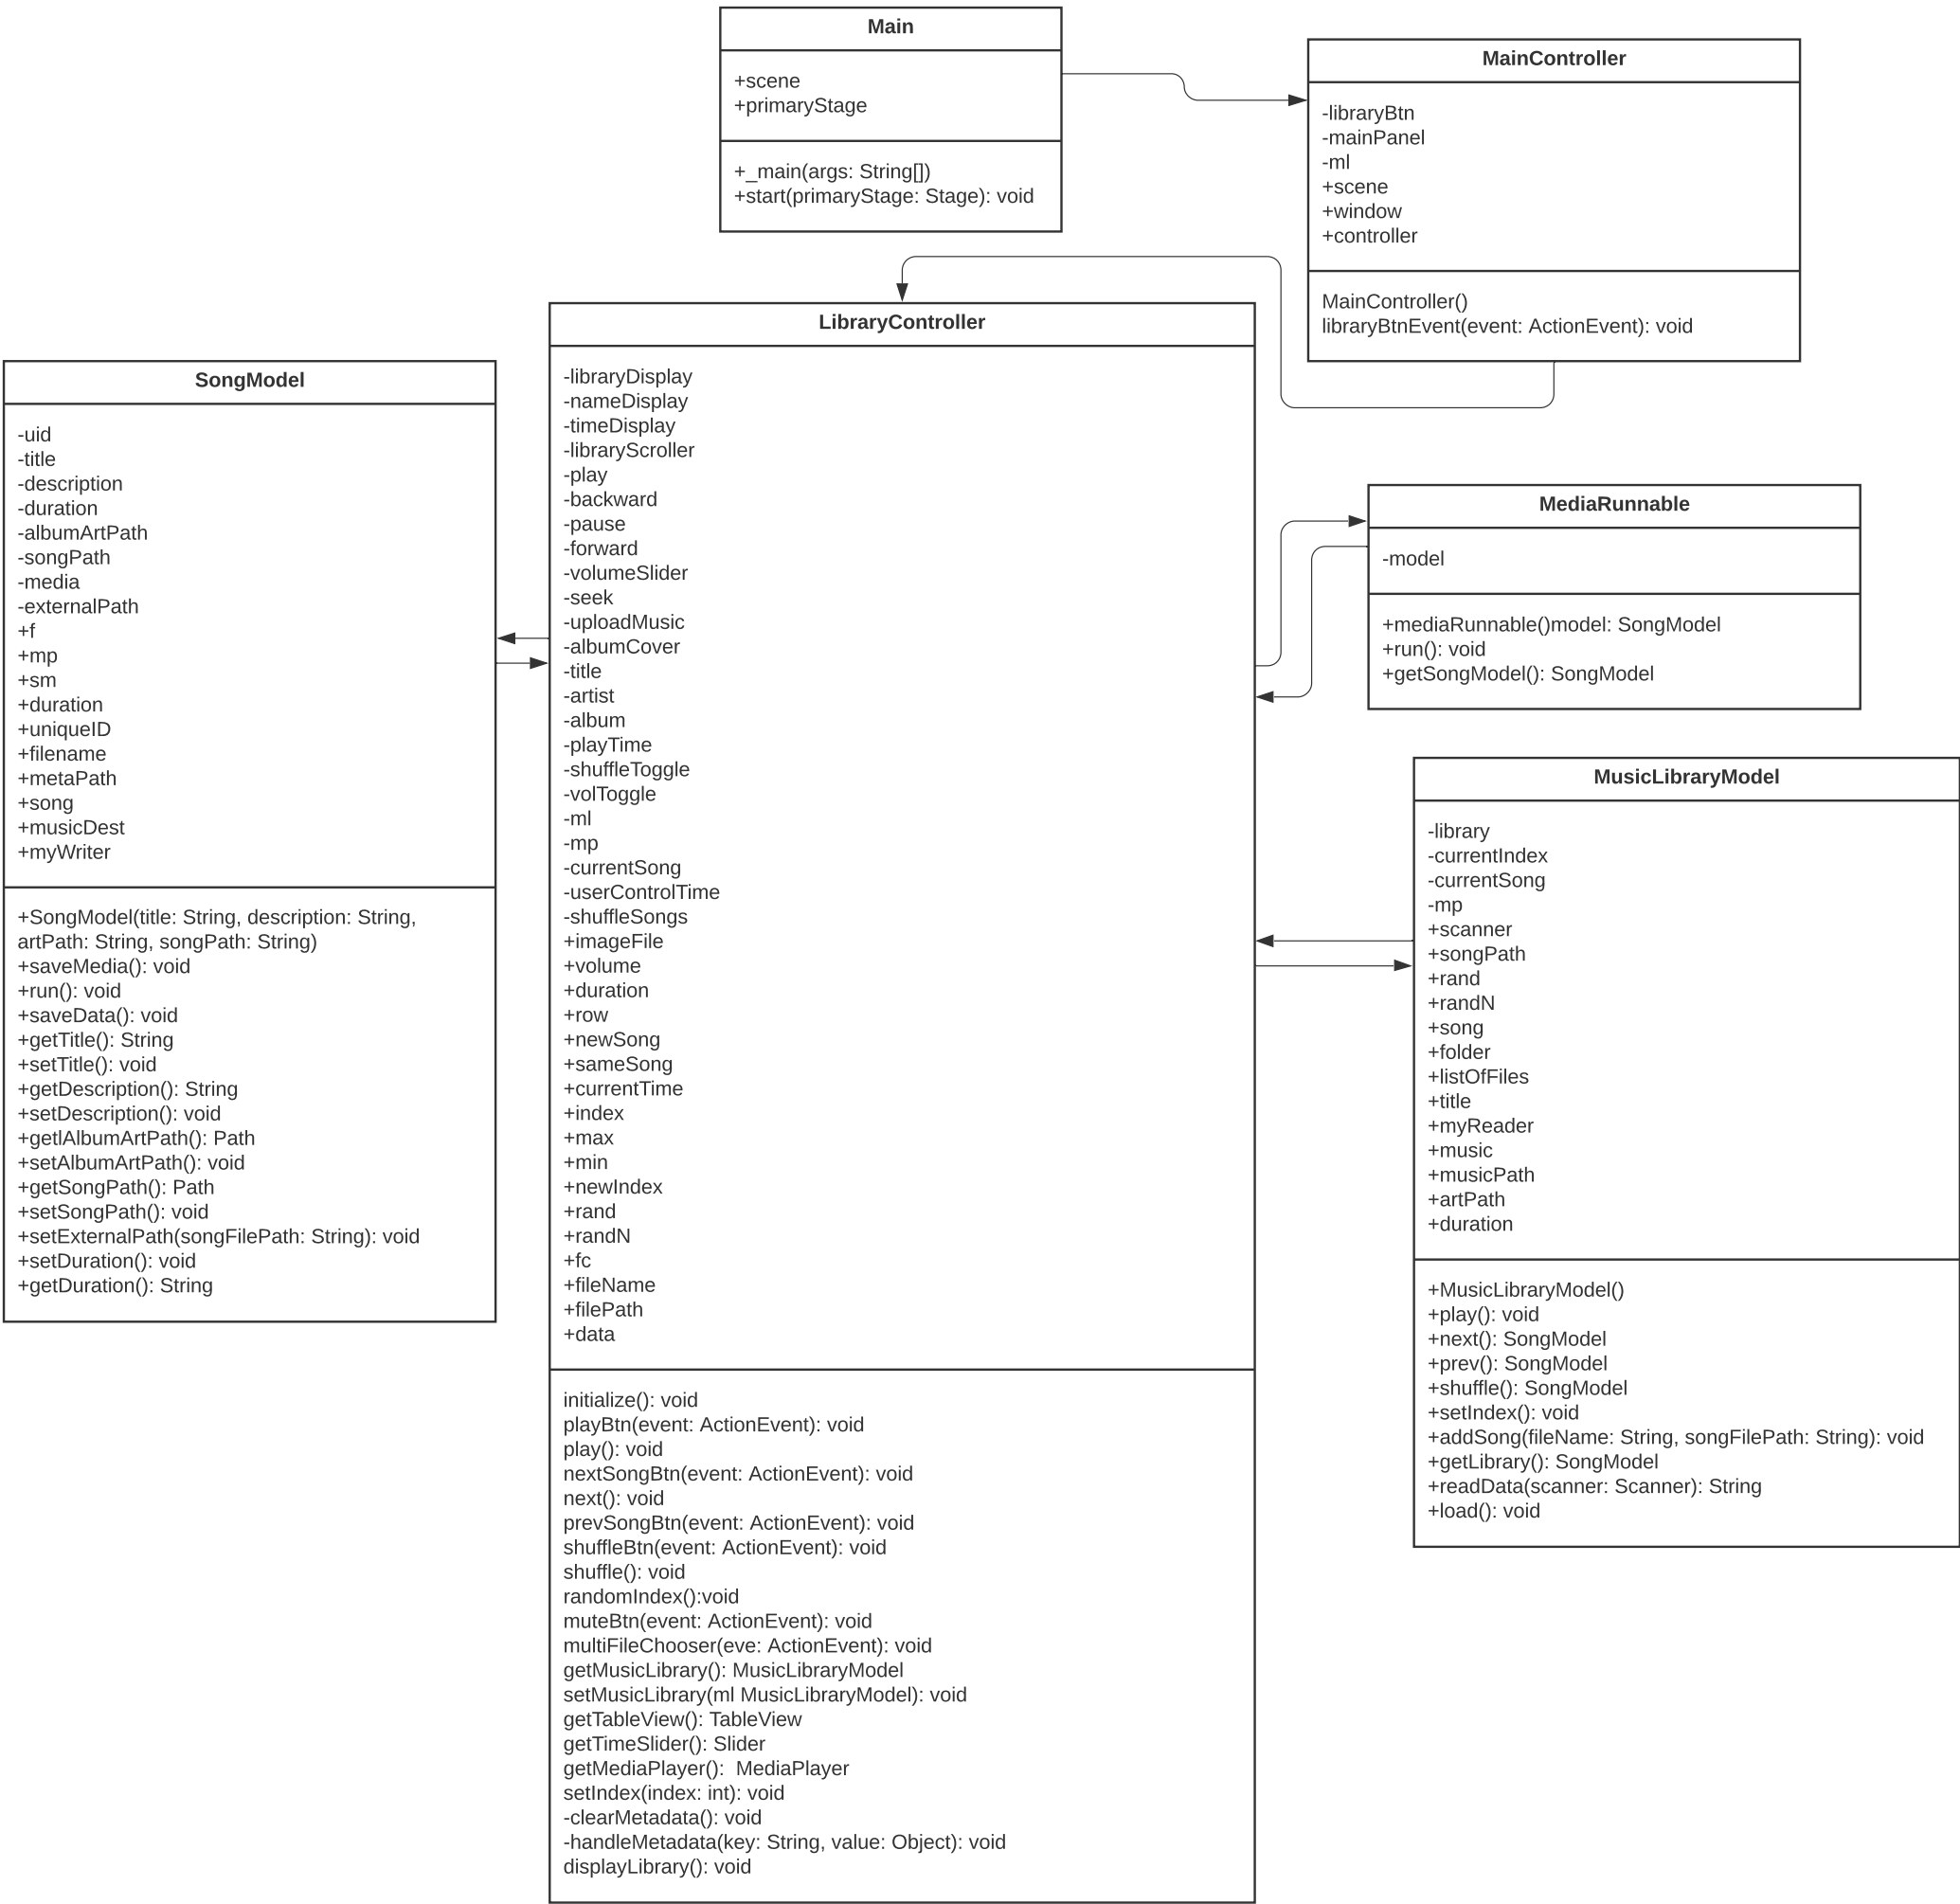 Main
+scene
+primaryStage
+_main(args: String[])
+start(primaryStage: Stage): void
MainController
-libraryBtn
-mainPanel
-ml
+scene
+window
+controller
MainController()
libraryBtnEvent(event: ActionEvent): void
SongModel
-uid
-title
-description
-duration
-albumArtPath
-songPath
-media
-externalPath
+f
+mp
+sm
+duration
+uniqueID
+filename
+metaPath
+song
+musicDest
+myWriter
+SongModel(title: String, description: String,
artPath: String, songPath: String)
+saveMedia(): void
+run(): void
+saveData(): void
+getTitle(): String
+setTitle(): void
+getDescription(): String
+setDescription(): void
+getlAlbumArtPath(): Path
+setAlbumArtPath(): void
+getSongPath(): Path
+setSongPath(): void
+setExternalPath(songFilePath: String): void
+setDuration(): void
+getDuration(): String
LibraryController
-libraryDisplay
-nameDisplay
-timeDisplay
-libraryScroller
-play
-backward
-pause
-forward
-volumeSlider
-seek
-uploadMusic
-albumCover
-title
-artist
-album
-playTime
-shuffleToggle
-volToggle
-ml
-mp
-currentSong
-userControlTime
-shuffleSongs
+imageFile
+volume
+duration
+row
+newSong
+sameSong
+currentTime
+index
+max
+min
+newIndex
+rand
+randN
+fc
+fileName
+filePath
+data
initialize(): void
playBtn(event: ActionEvent): void
play(): void
nextSongBtn(event: ActionEvent): void
next(): void
prevSongBtn(event: ActionEvent): void
shuffleBtn(event: ActionEvent): void
shuffle(): void
randomIndex():void
muteBtn(event: ActionEvent): void
multiFileChooser(eve: ActionEvent): void
getMusicLibrary(): MusicLibraryModel
setMusicLibrary(ml MusicLibraryModel): void
getTableView(): TableView
getTimeSlider(): Slider
getMediaPlayer():  MediaPlayer
setIndex(index: int): void
-clearMetadata(): void
-handleMetadata(key: String, value: Object): void
displayLibrary(): void
MediaRunnable
-model
+mediaRunnable()model: SongModel
+run(): void
+getSongModel(): SongModel
MusicLibraryModel
-library
-currentIndex
-currentSong
-mp
+scanner
+songPath
+rand
+randN
+song
+folder
+listOfFiles
+title
+myReader
+music
+musicPath
+artPath
+duration
+MusicLibraryModel()
+play(): void
+next(): SongModel
+prev(): SongModel
+shuffle(): SongModel
+setIndex(): void
+addSong(fileName: String, songFilePath: String): void
+getLibrary(): SongModel
+readData(scanner: Scanner): String
+load(): void